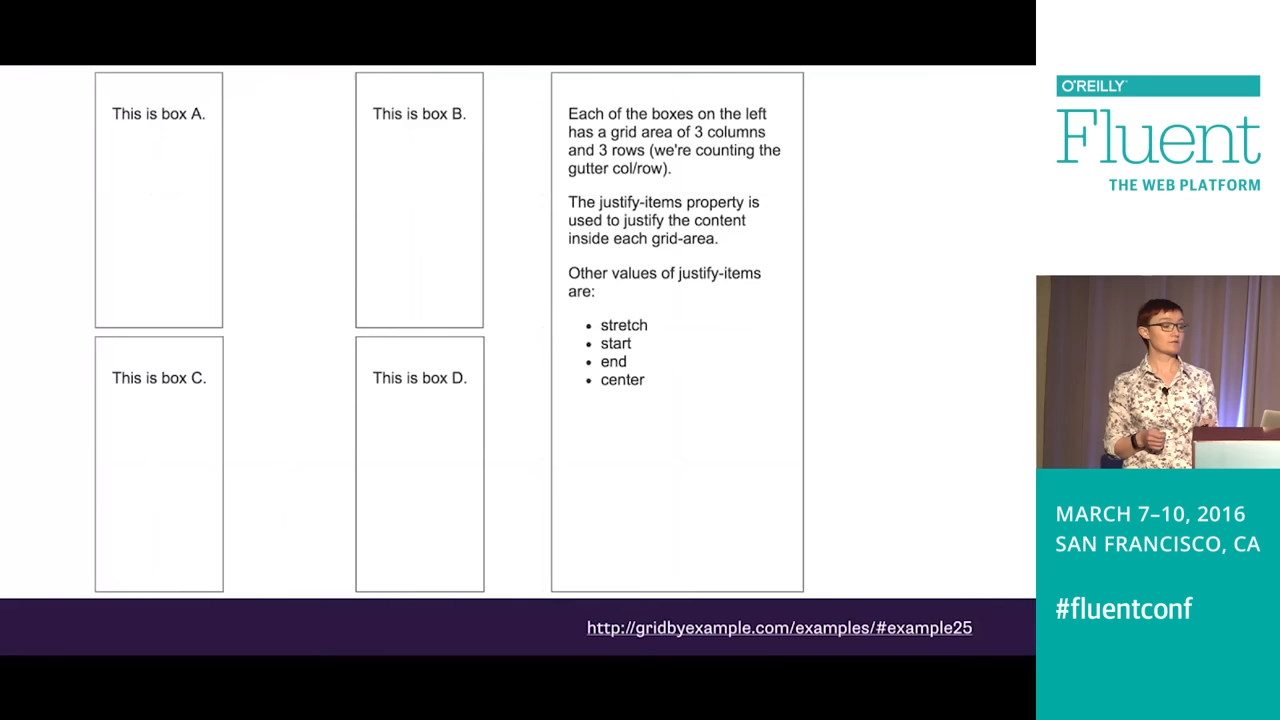 This is box A.
This is box B.
Each of the boxes on the left
has a grid area of 3 columns
and 3 rows (we're counting the
gutter col/row).
The justify-items property is
used to justify the content
inside each grid-area.
Other values of justify-items
are:
• stretch
• start
• end
• center
This is box C.
This is box D.
http://gridbyexample.com/examples/#example25
O'REILLY™
Fluent
THE WEB PLATFORM
MARCH 7–10, 2016
SAN FRANCISCO, CA
#fluentconf